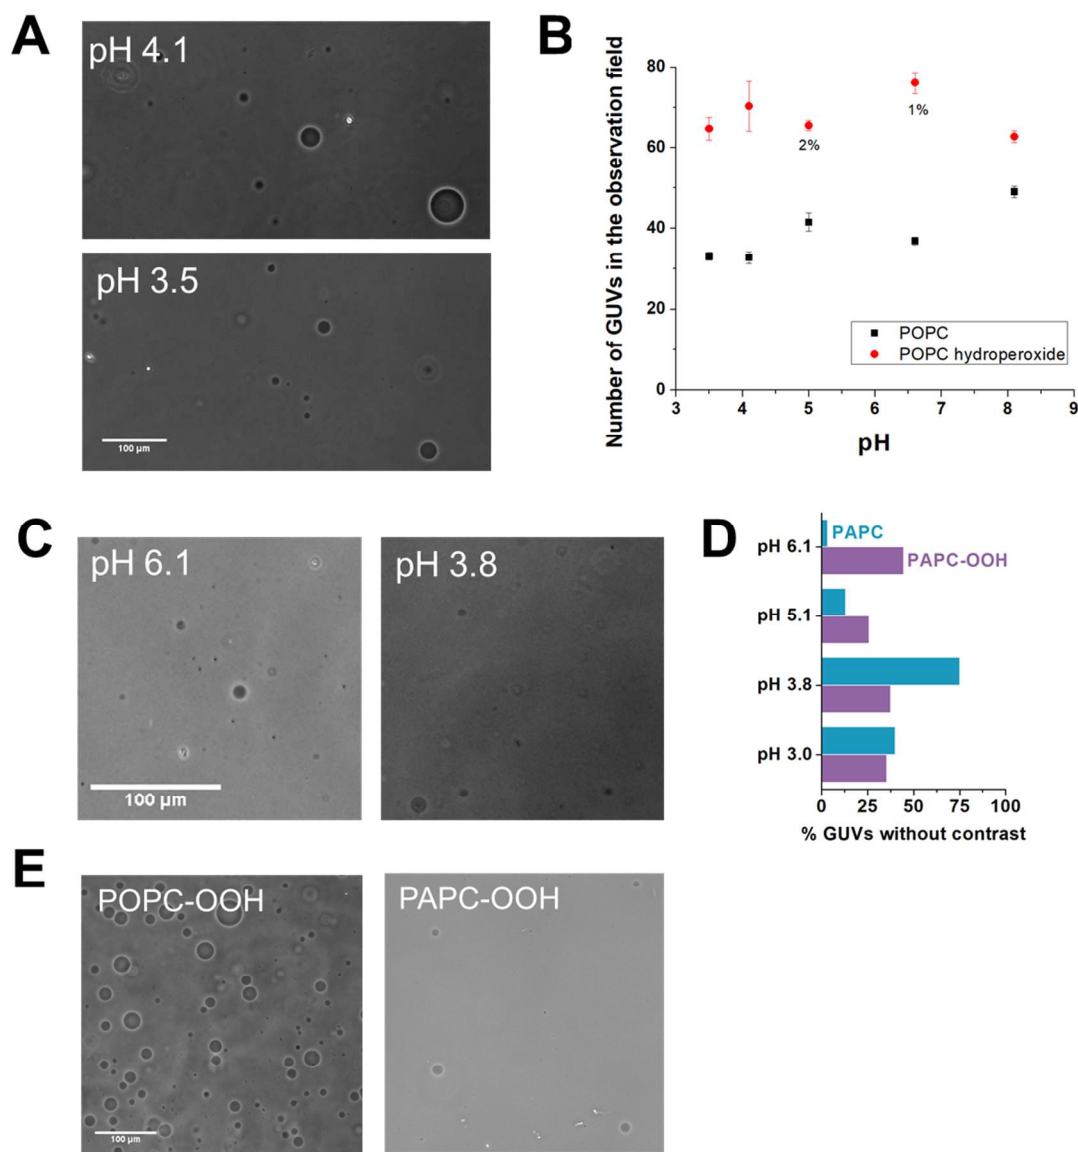 A
pH 4.1
pH 3.5
100 µm
B
Number of GUVs in the observation field
80
60
40
20
0
1%
2%
POPC
POPC hydroperoxide
3 4 5 6 7 8 9
pH
C
pH 6.1
100 µm
pH 3.8
D
pH 6.1
PAPC
PAPC-OOH
pH 5.1
pH 3.8
pH 3.0
0 25 50 75 100
% GUVs without contrast
E
POPC-OOH
100 µm
PAPC-OOH